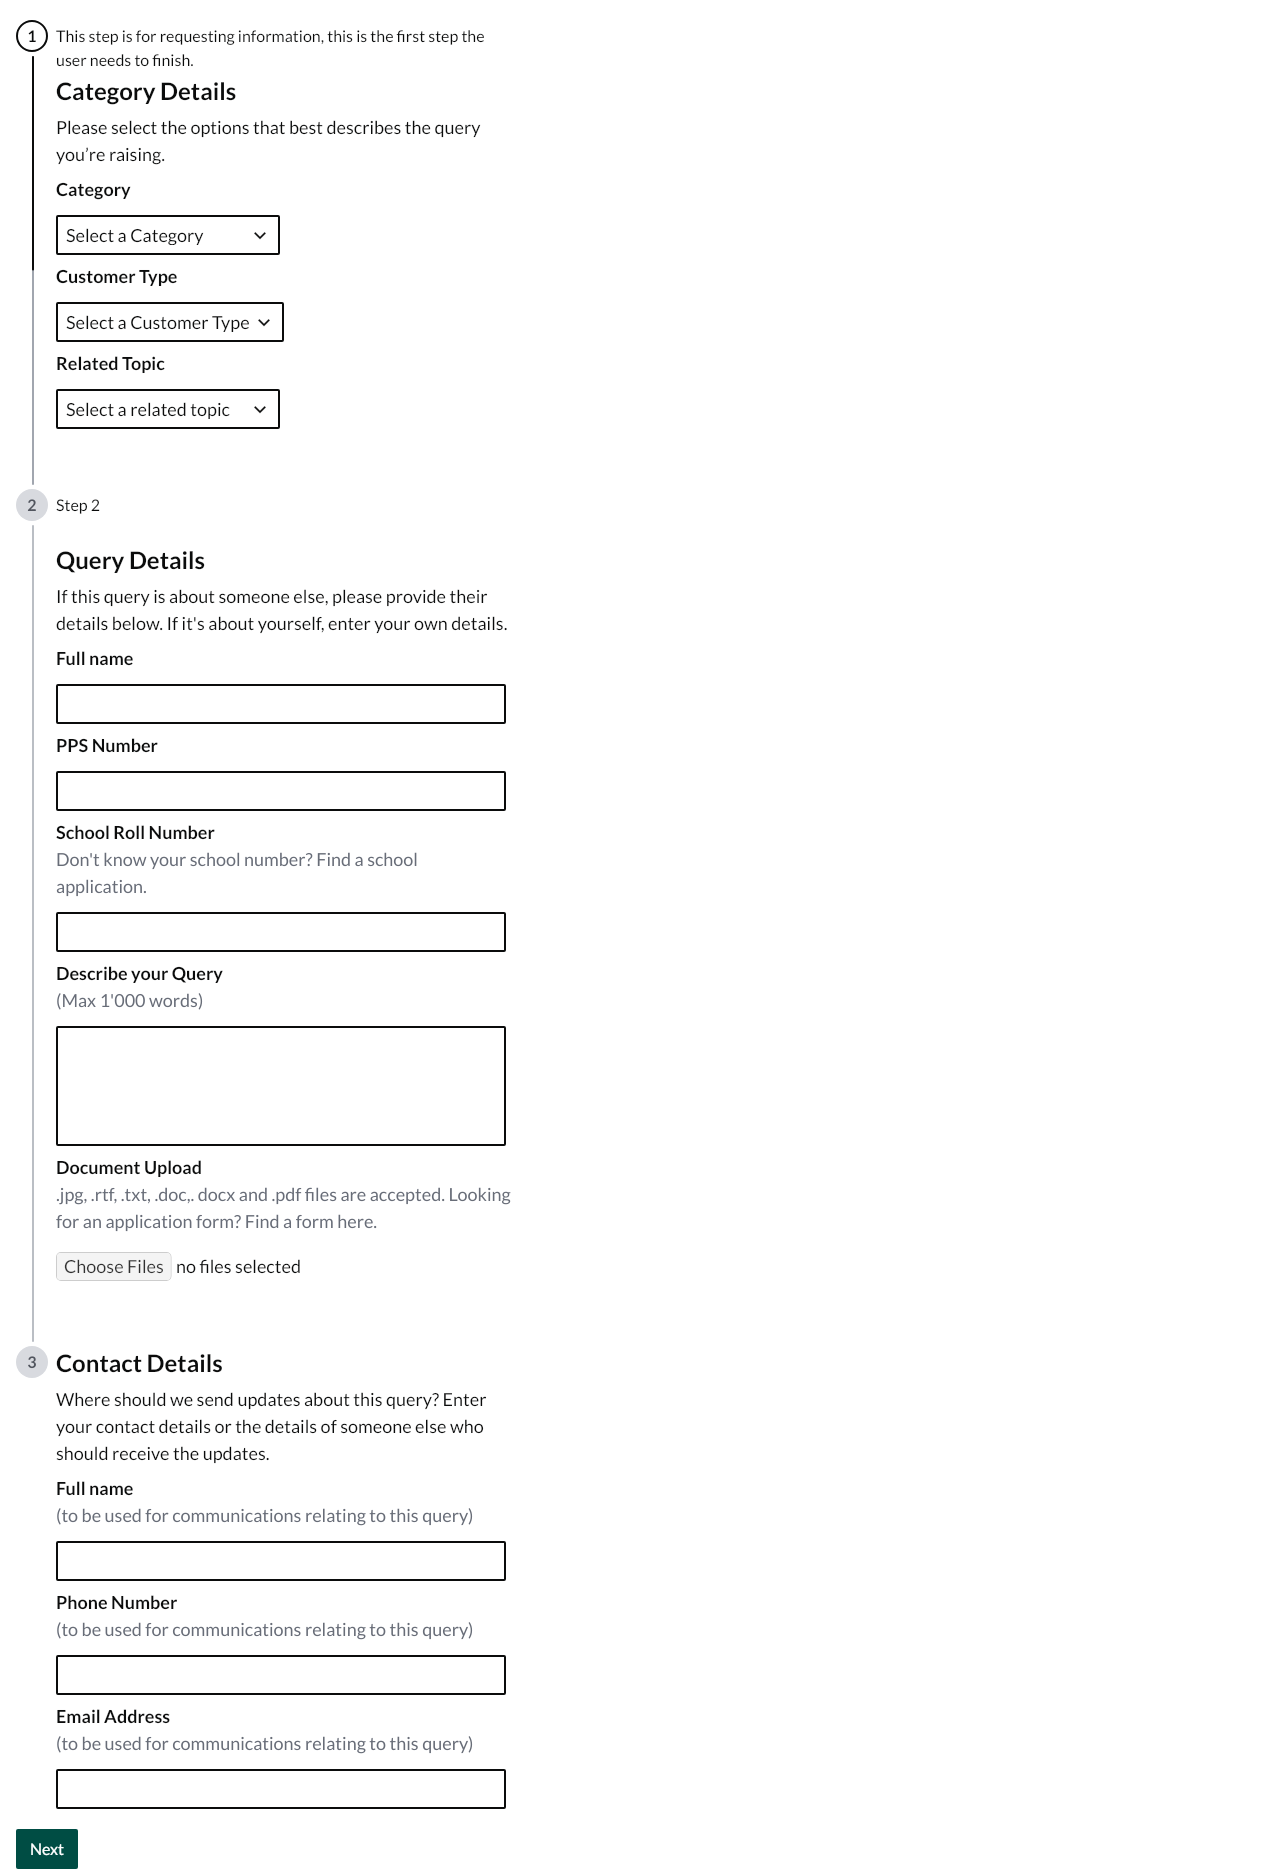 1
This step is for requesting information, this is the first step the
user needs to finish.
Category Details
Please select the options that best describes the query
you’re raising.
Category
Select a Category
Customer Type
Select a Customer Type
Related Topic
Select a related topic
2
Step 2
Query Details
If this query is about someone else, please provide their
details below. If it's about yourself, enter your own details.
Full name
PPS Number
School Roll Number
Don't know your school number? Find a school
application.
Describe your Query
(Max 1'000 words)
Document Upload
.jpg, .rtf, .txt, .doc,. docx and .pdf files are accepted. Looking
for an application form? Find a form here.
Choose Files no files selected
3
Contact Details
Where should we send updates about this query? Enter
your contact details or the details of someone else who
should receive the updates.
Full name
(to be used for communications relating to this query)
Phone Number
(to be used for communications relating to this query)
Email Address
(to be used for communications relating to this query)
Next